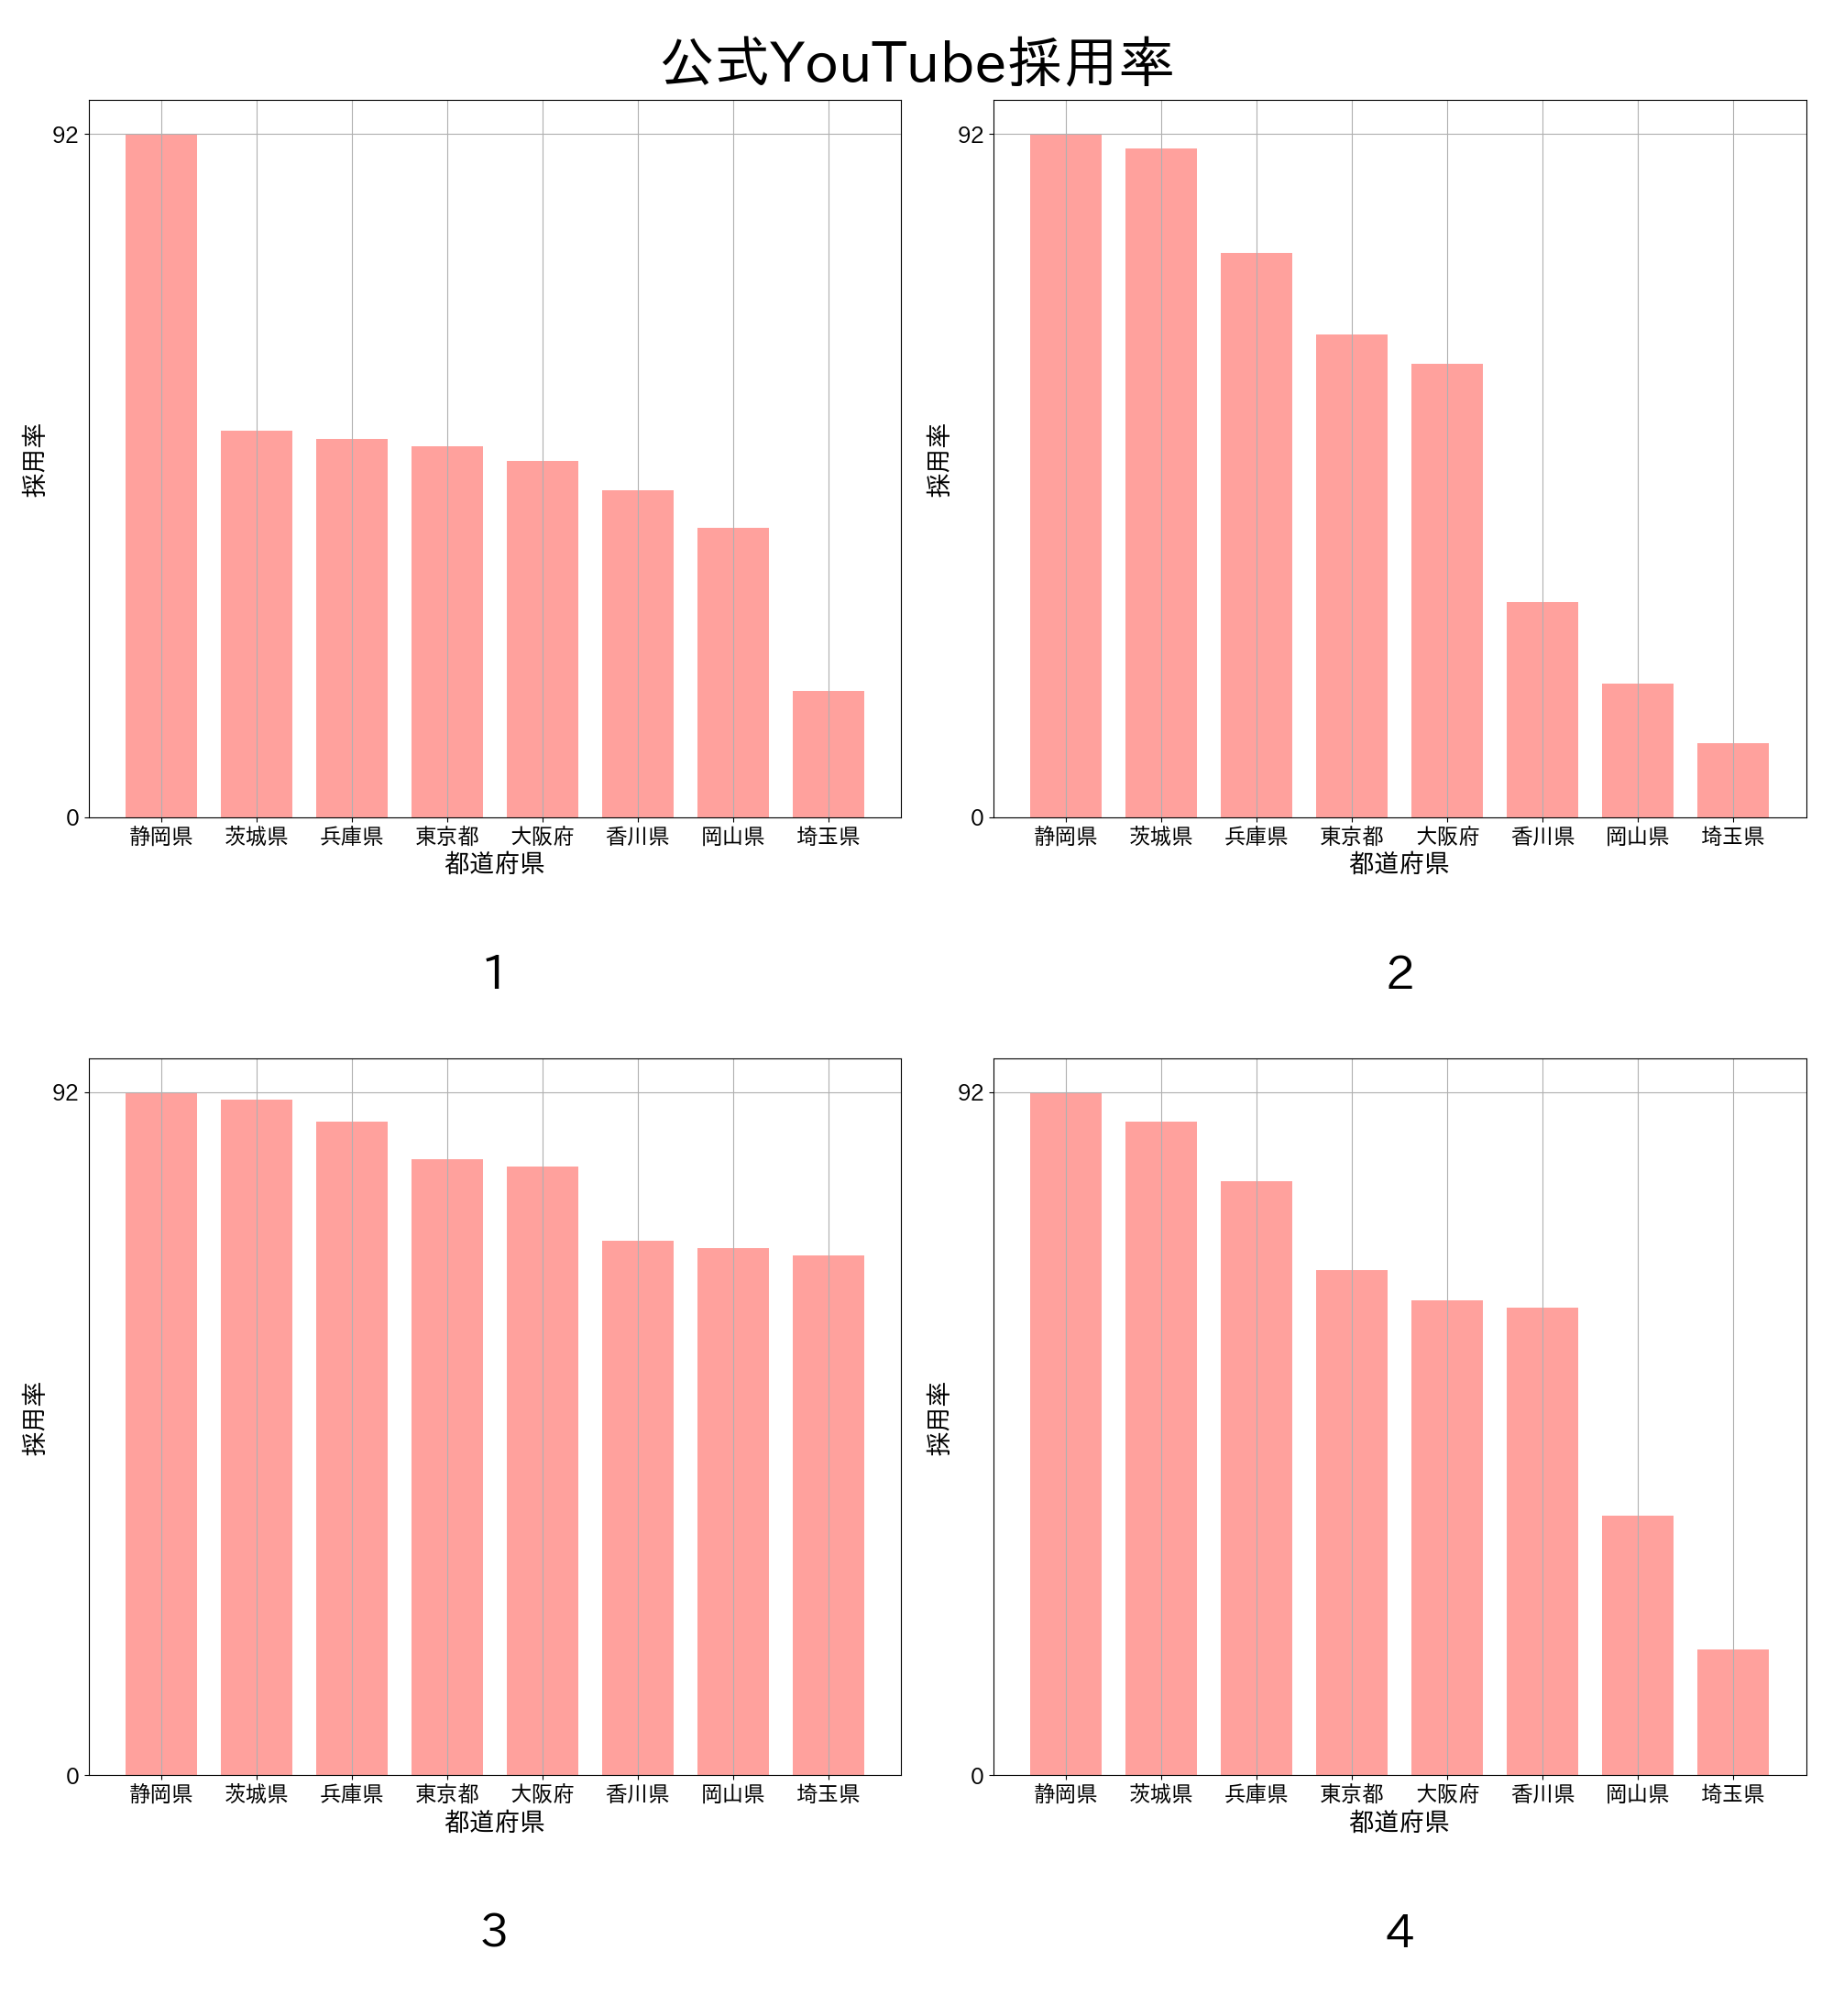 公式YouTube採用率
92
採用率
0
静岡県 茨城県 兵庫県 東京都 大阪府 香川県 岡山県 埼玉県
都道府県
1
92
採用率
0
静岡県 茨城県 兵庫県 東京都 大阪府 香川県 岡山県 埼玉県
都道府県
2
92
採用率
0
静岡県 茨城県 兵庫県 東京都 大阪府 香川県 岡山県 埼玉県
都道府県
3
92
採用率
0
静岡県 茨城県 兵庫県 東京都 大阪府 香川県 岡山県 埼玉県
都道府県
4